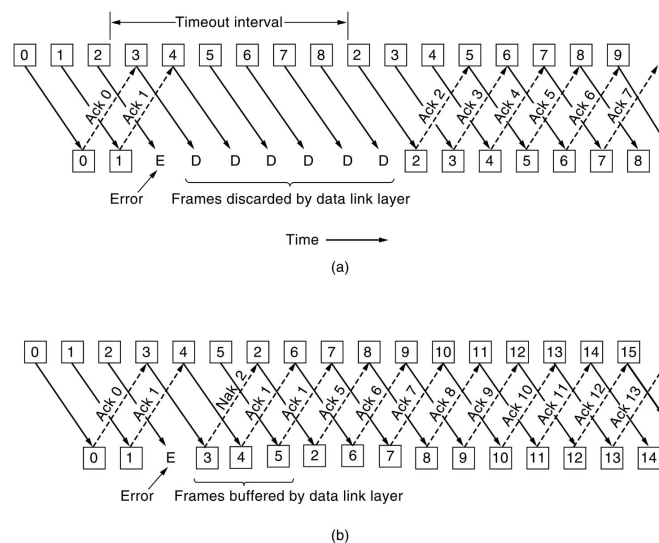 Timeout interval
0 1 2 3 4 5 6 7 8 2 3 4 5 6 7 8 9
Ack 0 Ack 1 Ack 2 Ack 3 Ack 4 Ack 5 Ack 6 Ack 7
0 1 E D D D D D D 2 3 4 5 6 7 8
Error Frames discarded by data link layer
Time
(a)
0 1 2 3 4 5 2 6 7 8 9 10 11 12 13 14 15
Ack 0 Ack 1 Nak 2 Ack 1 Ack 1 Ack 5 Ack 6 Ack 7 Ack 8 Ack 9 Ack 10 Ack 11 Ack 12 Ack 13
0 1 E 3 4 5 2 6 7 8 9 10 11 12 13 14
Error Frames buffered by data link layer
(b)